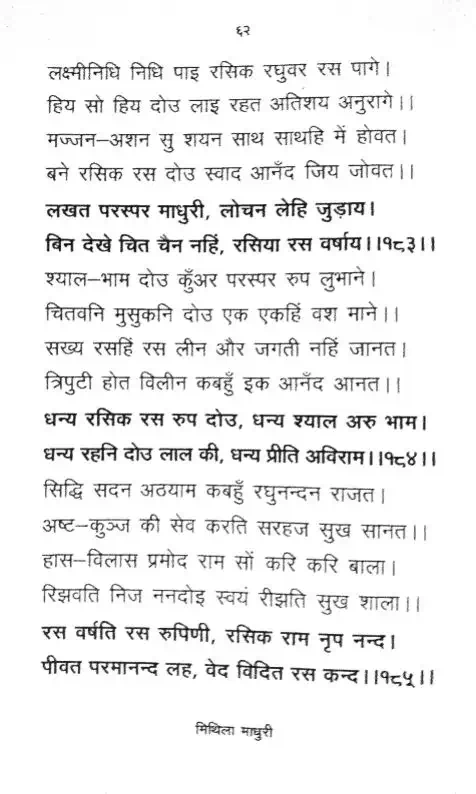 ६२
लक्ष्मीनिधि निधि पाइ रसिक रघुवर रस पागे।
हिय सो हिय दोउ लाइ रहत अतिशय अनुरागे।।
मज्जन–अशन सु शयन साथ साथहि में होवत।
बने रसिक रस दोउ स्वाद आनँद जिय जोवत।।
लखत परस्पर माधुरी, लोचन लेहि जुड़ाय।
बिन देखे चित चैन नहिं, रसिया रस वर्षाय।।१८३।।
श्याल–भाम दोउ कुँअर परस्पर रुप लुभाने।
चितवनि मुसुकनि दोउ एक एकहिं वश माने।।
सख्य रसहिं रस लीन और जगती नहिं जानत।
त्रिपुटी होत विलीन कबहुँ इक आनँद आनत।।
धन्य रसिक रस रुप दोउ, धन्य श्याल अरु भाम।
धन्य रहनि दोउ लाल की, धन्य प्रीति अविराम।।१८४।।
सिद्धि सदन अठयाम कबहुँ रघुनन्दन राजत।
अष्ट–कुञ्ज की सेव करति सरहज सुख सानत।।
हास–विलास प्रमोद राम सों करि करि बाला।
रिझवति निज ननदोइ स्वयं रीझति सुख शाला।।
रस वर्षति रस रुपिणी, रसिक राम नृप नन्द।
पीवत परमानन्द लह, वेद विदित रस कन्द।।१८५।।
मिथिला माधुरी